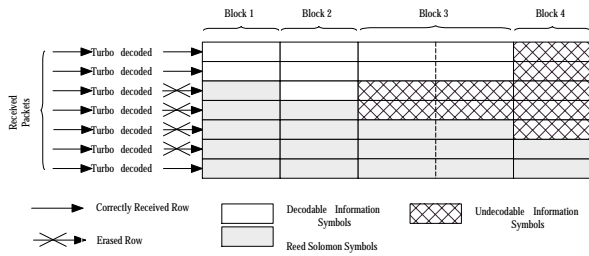 Block 1
Block 2
Block 3
Block 4
Received
Packets
Turbo decoded
Turbo decoded
Turbo decoded
Turbo decoded
Turbo decoded
Turbo decoded
Turbo decoded
Correctly Received Row
Erased Row
Decodable Information
Symbols
Reed Solomon Symbols
Undecodable Information
Symbols